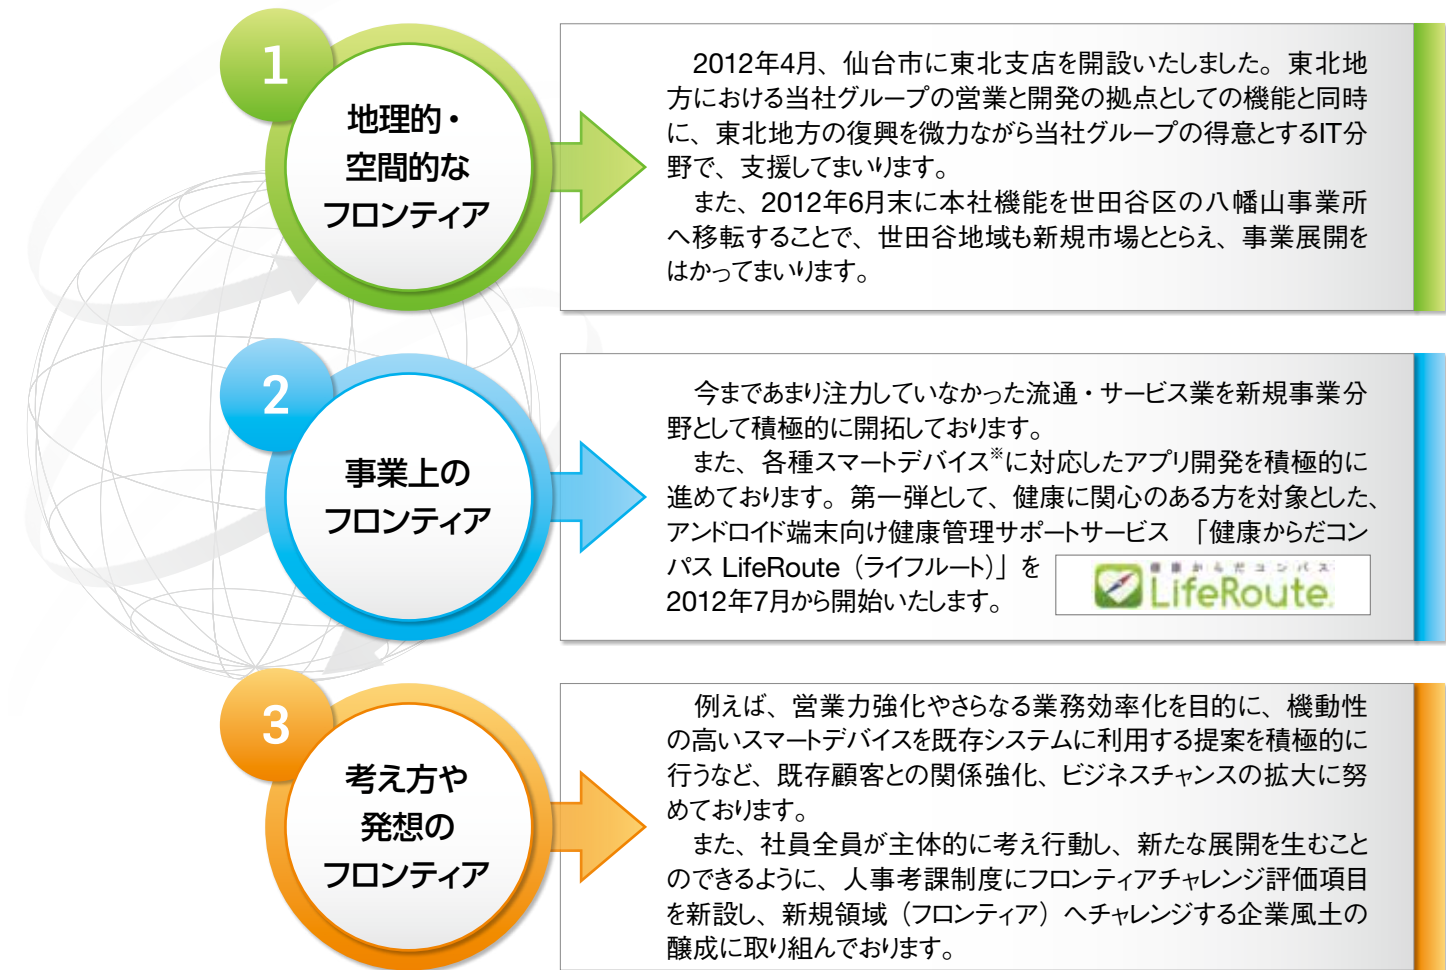 1
地理的・
空間的な
フロンティア
2012年4月、仙台市に東北支店を開設いたしました。東北地
方における当社グループの営業と開発の拠点としての機能と同時
に、東北地方の復興を微力ながら当社グループの得意とするIT分
野で、支援してまいります。
また、2012年6月末に本社機能を世田谷区の八幡山事業所
へ移転することで、世田谷地域も新規市場ととらえ、事業展開を
はかってまいります。
2
事業上の
フロンティア
今まであまり注力していなかった流通・サービス業を新規事業分
野として積極的に開拓しております。
また、各種スマートデバイス※に対応したアプリ開発を積極的に
進めております。第一弾として、健康に関心のある方を対象とした、
アンドロイド端末向け健康管理サポートサービス 「健康からだコン
パス LifeRoute（ライフルート）」を
2012年7月から開始いたします。
健康からだコンパス
LifeRoute
3
考え方や
発想の
フロンティア
例えば、営業力強化やさらなる業務効率化を目的に、機動性
の高いスマートデバイスを既存システムに利用する提案を積極的に
行うなど、既存顧客との関係強化、ビジネスチャンスの拡大に努
めております。
また、社員全員が主体的に考え行動し、新たな展開を生むこと
のできるように、人事考課制度にフロンティアチャレンジ評価項目
を新設し、新規領域（フロンティア）へチャレンジする企業風土の
醸成に取り組んでおります。